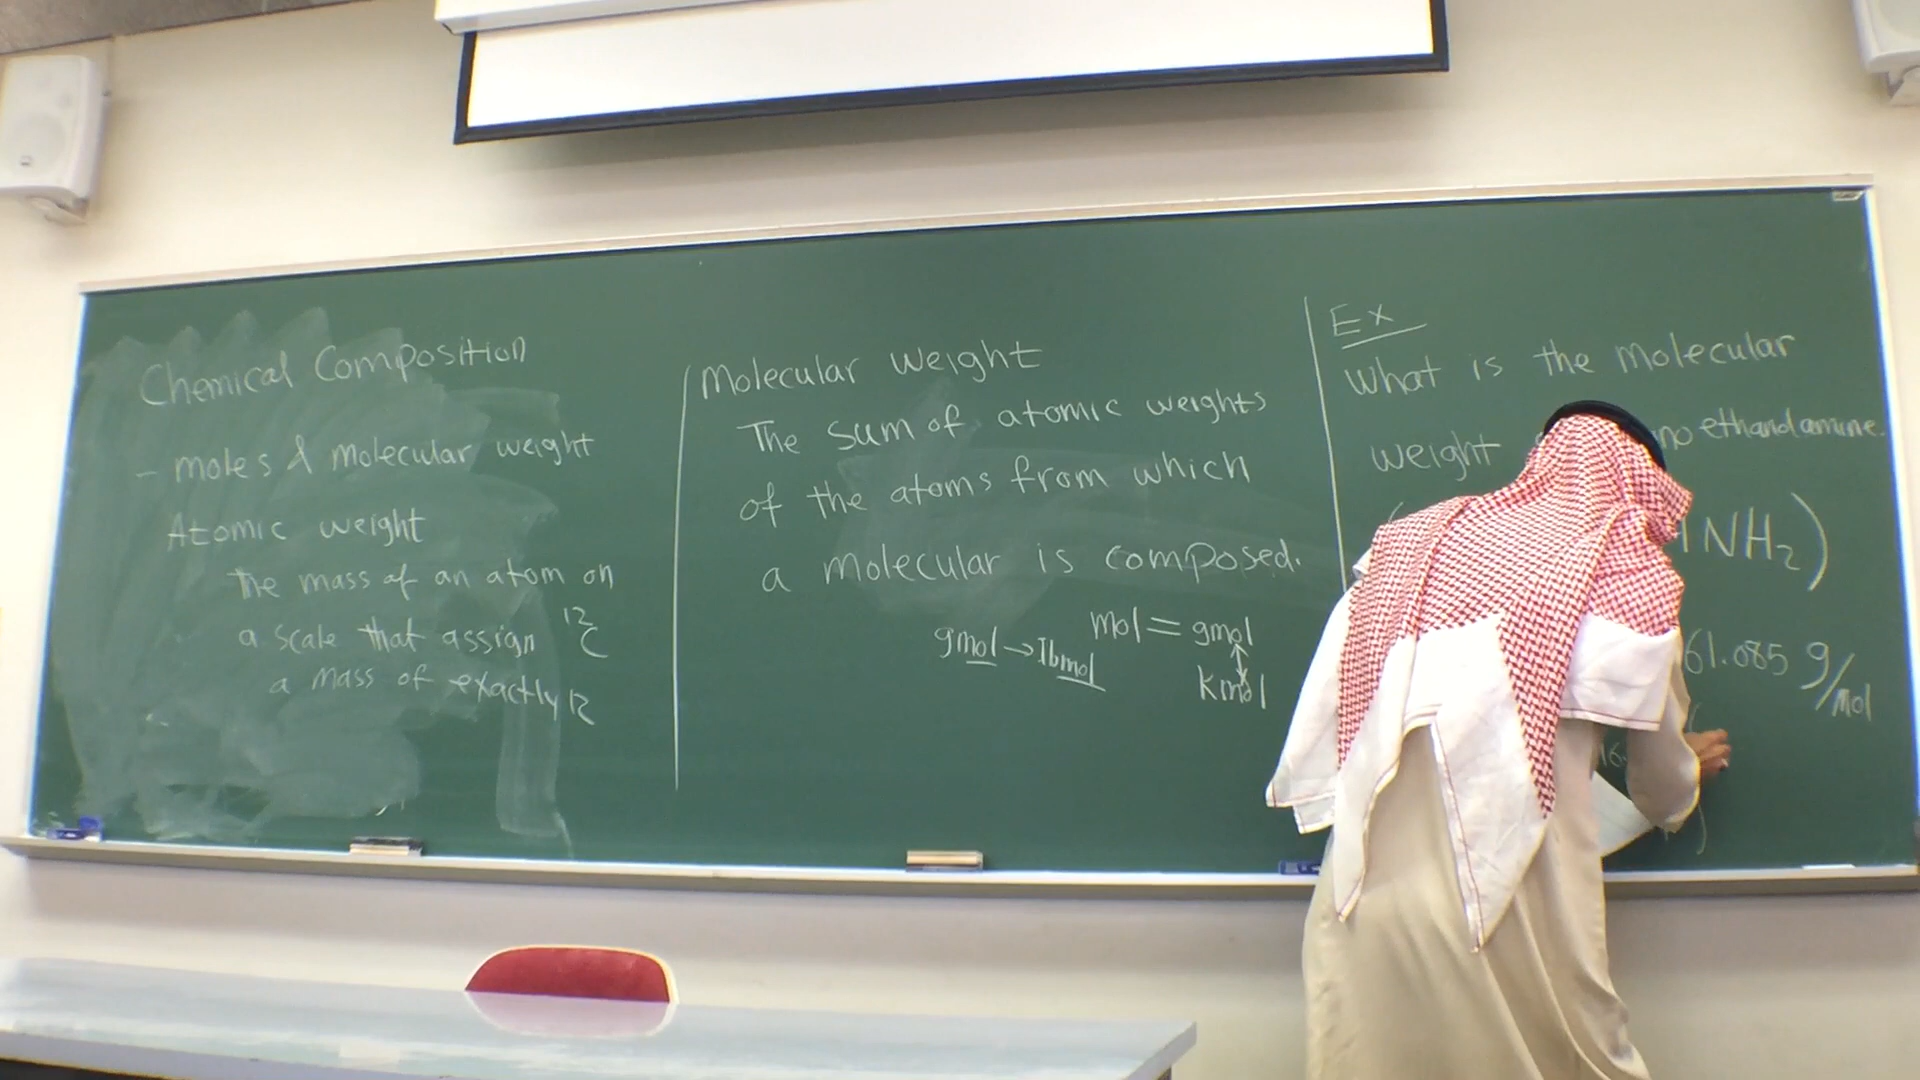 Chemical Composition
- moles & molecular weight
Atomic weight
The mass of an atom on
a scale that assign 12C
a mass of exactly 12
Molecular Weight
The sum of atomic weights
of the atoms from which
a molecular is composed.
mol = gmol
gmol → lbmol
kmol
Ex
What is the molecular
weight
NH2)
61.085 g/mol
16.